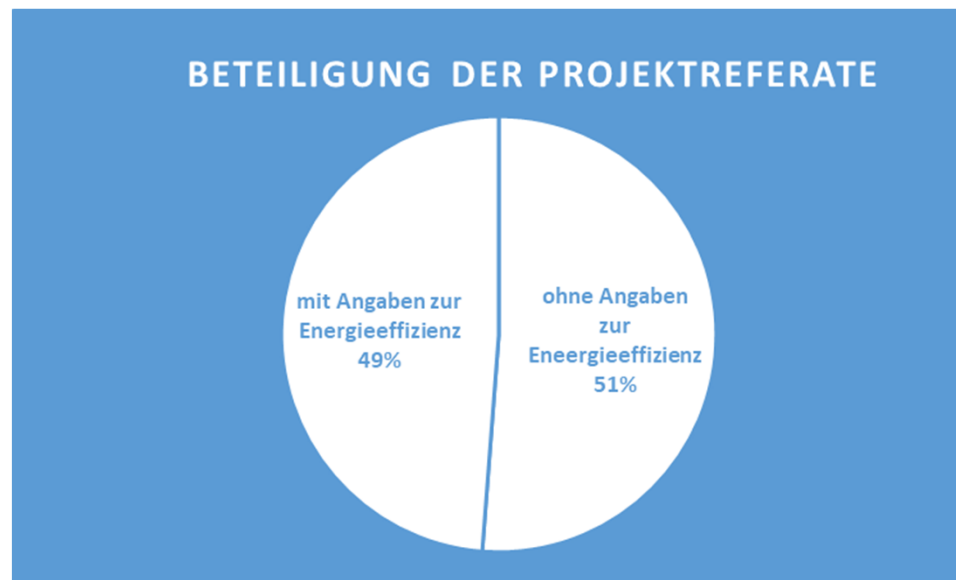 BETEILIGUNG DER PROJEKTREFERATE
mit Angaben zur
Energieeffizienz
49%
ohne Angaben
zur
Eneergieeffizienz
51%